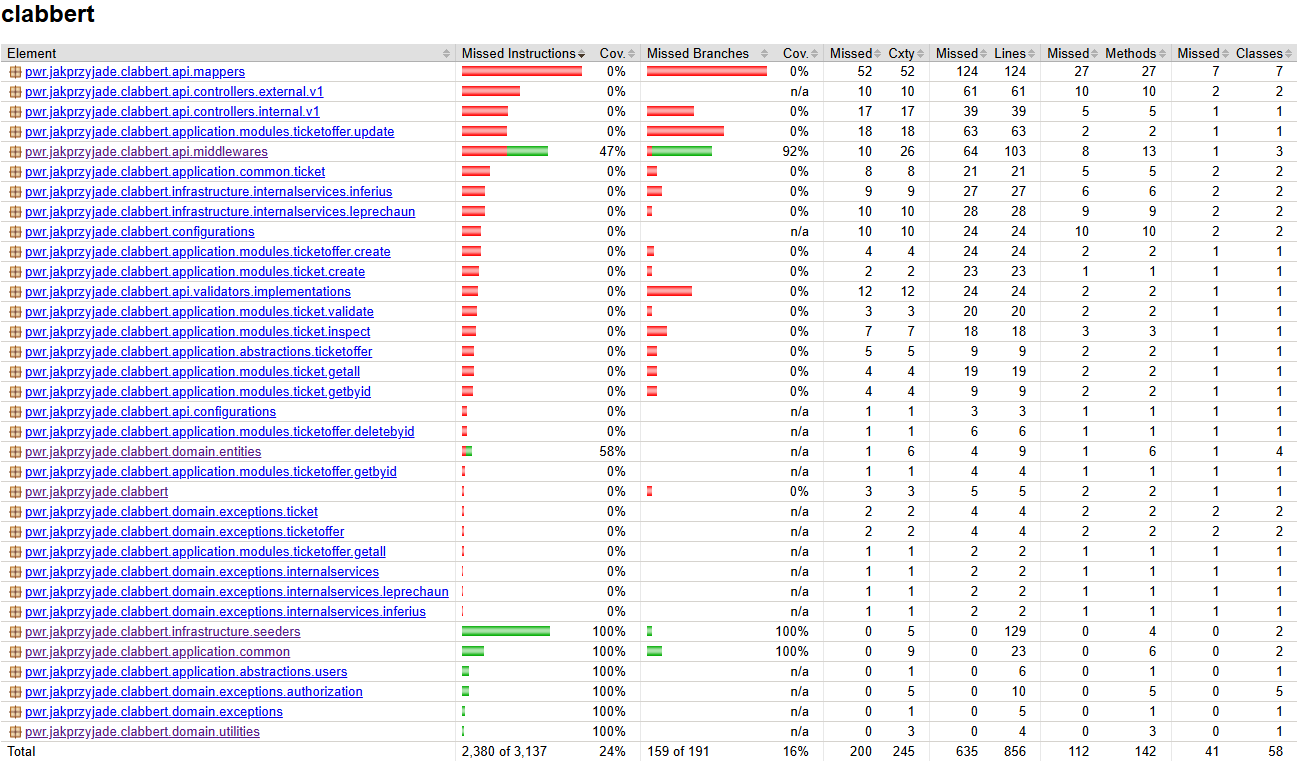 clabbert
Element Missed Instructions Cov. Missed Branches Cov. Missed Cxty Missed Lines Missed Methods Missed Classes
pwr.jakprzyjade.clabbert.api.mappers 0% 0% 52 52 124 124 27 27 7 7
pwr.jakprzyjade.clabbert.api.controllers.external.v1 0% n/a 10 10 61 61 10 10 2 2
pwr.jakprzyjade.clabbert.api.controllers.internal.v1 0% 0% 17 17 39 39 5 5 1 1
pwr.jakprzyjade.clabbert.application.modules.ticketoffer.update 0% 0% 18 18 63 63 2 2 1 1
pwr.jakprzyjade.clabbert.api.middlewares 47% 92% 10 26 64 103 8 13 1 3
pwr.jakprzyjade.clabbert.application.common.ticket 0% 0% 8 8 21 21 5 5 2 2
pwr.jakprzyjade.clabbert.infrastructure.internalservices.inferius 0% 0% 9 9 27 27 6 6 2 2
pwr.jakprzyjade.clabbert.infrastructure.internalservices.leprechaun 0% 0% 10 10 28 28 9 9 2 2
pwr.jakprzyjade.clabbert.configurations 0% n/a 10 10 24 24 10 10 2 2
pwr.jakprzyjade.clabbert.application.modules.ticketoffer.create 0% 0% 4 4 24 24 2 2 1 1
pwr.jakprzyjade.clabbert.application.modules.ticket.create 0% 0% 2 2 23 23 1 1 1 1
pwr.jakprzyjade.clabbert.api.validators.implementations 0% 0% 12 12 24 24 2 2 1 1
pwr.jakprzyjade.clabbert.application.modules.ticket.validate 0% 0% 3 3 20 20 2 2 1 1
pwr.jakprzyjade.clabbert.application.modules.ticket.inspect 0% 0% 7 7 18 18 3 3 1 1
pwr.jakprzyjade.clabbert.application.abstractions.ticketoffer 0% 0% 5 5 9 9 2 2 1 1
pwr.jakprzyjade.clabbert.application.modules.ticket.getall 0% 0% 4 4 19 19 2 2 1 1
pwr.jakprzyjade.clabbert.application.modules.ticket.getbyid 0% 0% 4 4 9 9 2 2 1 1
pwr.jakprzyjade.clabbert.api.configurations 0% n/a 1 1 3 3 1 1 1 1
pwr.jakprzyjade.clabbert.application.modules.ticketoffer.deletebyid 0% n/a 1 1 6 6 1 1 1 1
pwr.jakprzyjade.clabbert.domain.entities 58% n/a 1 6 4 9 1 6 1 4
pwr.jakprzyjade.clabbert.application.modules.ticketoffer.getbyid 0% n/a 1 1 4 4 1 1 1 1
pwr.jakprzyjade.clabbert 0% 0% 3 3 5 5 2 2 1 1
pwr.jakprzyjade.clabbert.domain.exceptions.ticket 0% n/a 2 2 4 4 2 2 2 2
pwr.jakprzyjade.clabbert.domain.exceptions.ticketoffer 0% n/a 2 2 4 4 2 2 2 2
pwr.jakprzyjade.clabbert.application.modules.ticketoffer.getall 0% n/a 1 1 2 2 1 1 1 1
pwr.jakprzyjade.clabbert.domain.exceptions.internalservices 0% n/a 1 1 2 2 1 1 1 1
pwr.jakprzyjade.clabbert.domain.exceptions.internalservices.leprechaun 0% n/a 1 1 2 2 1 1 1 1
pwr.jakprzyjade.clabbert.domain.exceptions.internalservices.inferius 0% n/a 1 1 2 2 1 1 1 1
pwr.jakprzyjade.clabbert.infrastructure.seeders 100% 100% 0 5 0 129 0 4 0 2
pwr.jakprzyjade.clabbert.application.common 100% 100% 0 9 0 23 0 6 0 2
pwr.jakprzyjade.clabbert.application.abstractions.users 100% n/a 0 1 0 6 0 1 0 1
pwr.jakprzyjade.clabbert.domain.exceptions.authorization 100% n/a 0 5 0 10 0 5 0 5
pwr.jakprzyjade.clabbert.domain.exceptions 100% n/a 0 1 0 5 0 1 0 1
pwr.jakprzyjade.clabbert.domain.utilities 100% n/a 0 3 0 4 0 3 0 1
Total 2,380 of 3,137 24% 159 of 191 16% 200 245 635 856 112 142 41 58